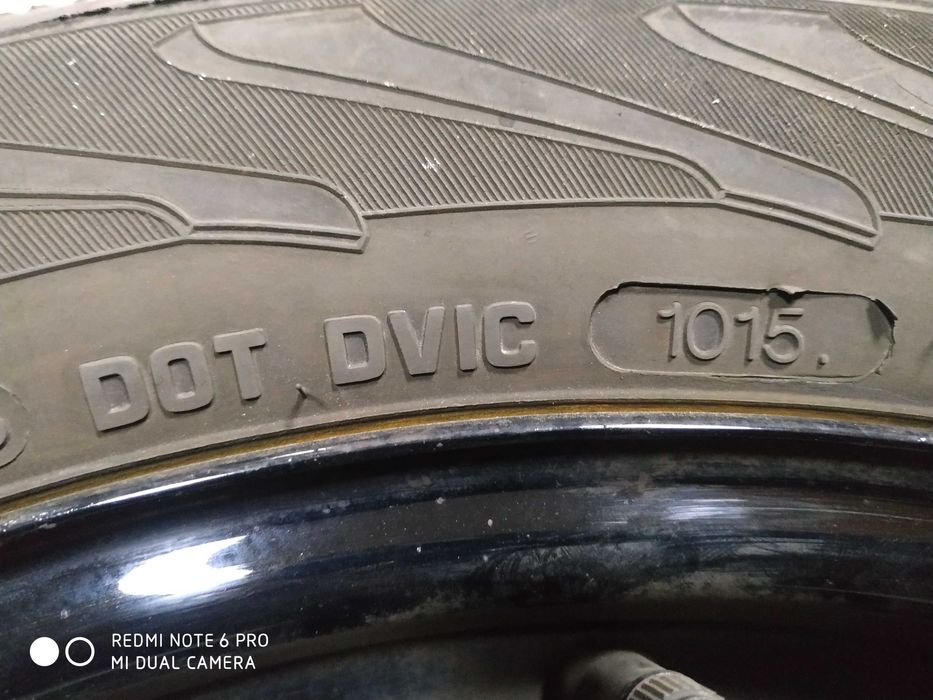 DOT DVIC 1015.
REDMI NOTE 6 PRO
MI DUAL CAMERA